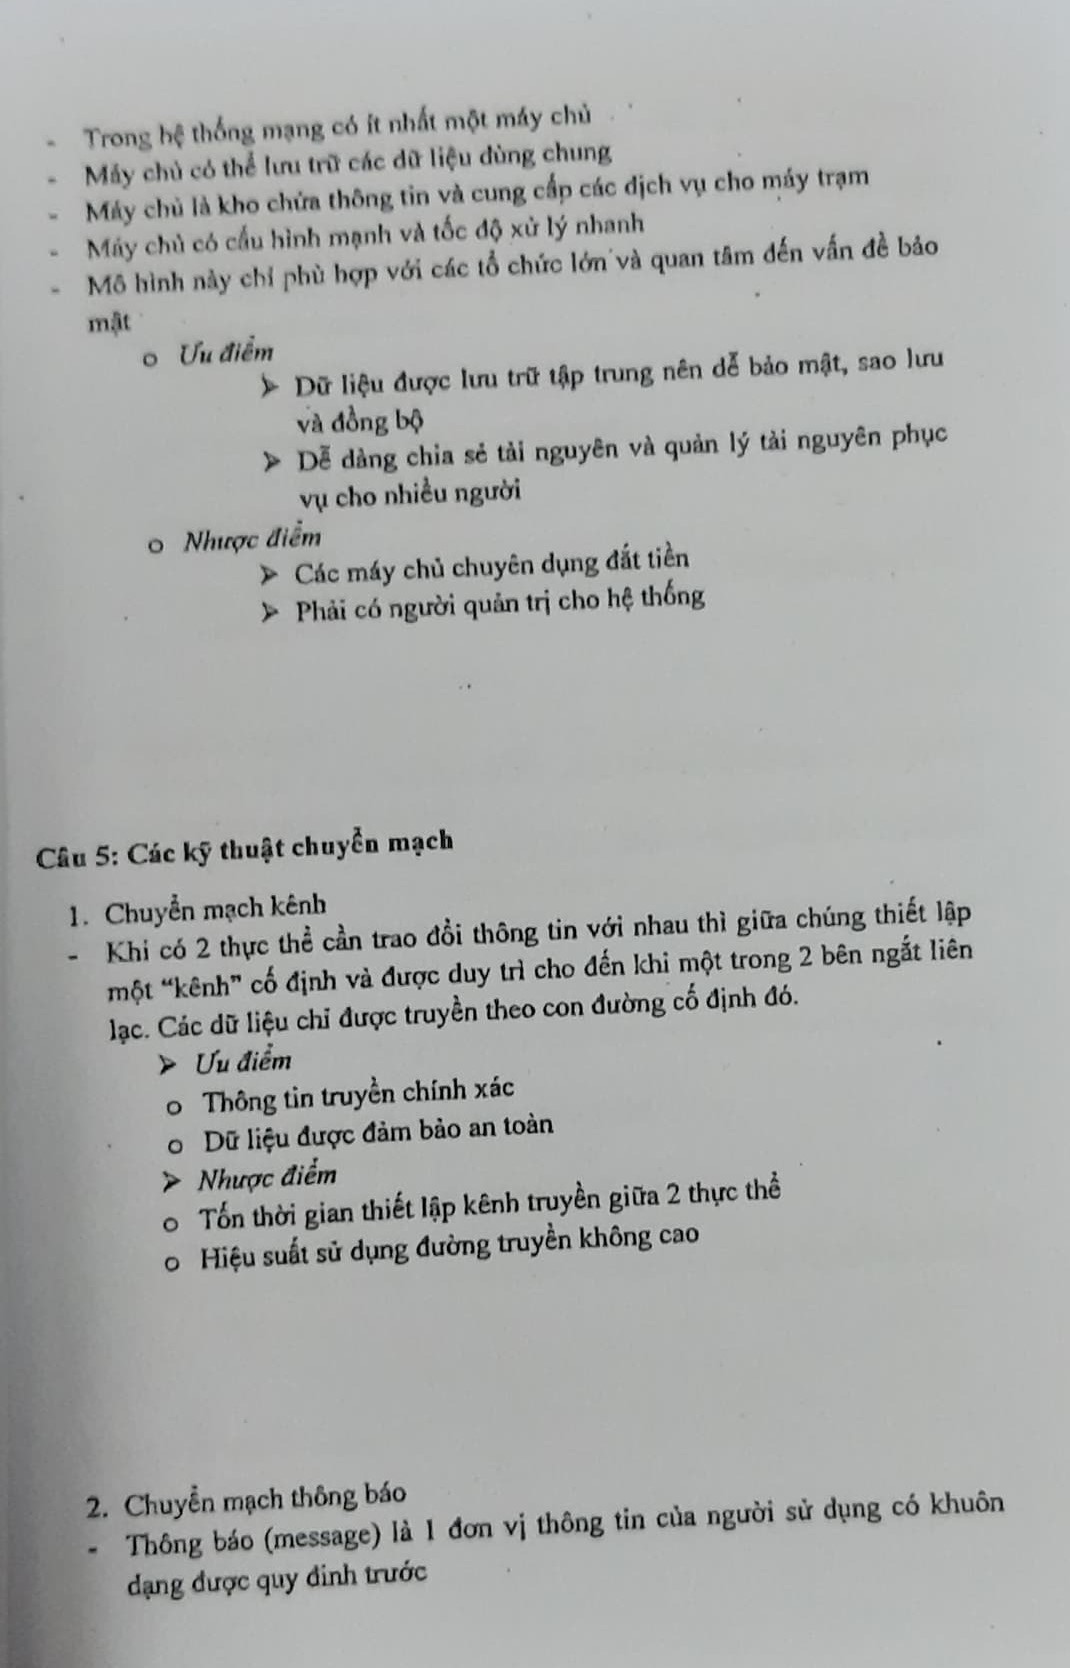 - Trong hệ thống mạng có ít nhất một máy chủ
- Máy chủ có thể lưu trữ các dữ liệu dùng chung
- Máy chủ là kho chứa thông tin và cung cấp các dịch vụ cho máy trạm
- Máy chủ có cấu hình mạnh và tốc độ xử lý nhanh
- Mô hình này chỉ phù hợp với các tổ chức lớn và quan tâm đến vấn đề bảo
mật
o Ưu điểm
➢ Dữ liệu được lưu trữ tập trung nên dễ bảo mật, sao lưu
và đồng bộ
➢ Dễ dàng chia sẻ tài nguyên và quản lý tài nguyên phục
vụ cho nhiều người
o Nhược điểm
➢ Các máy chủ chuyên dụng đắt tiền
➢ Phải có người quản trị cho hệ thống
Câu 5: Các kỹ thuật chuyển mạch
1. Chuyển mạch kênh
- Khi có 2 thực thể cần trao đổi thông tin với nhau thì giữa chúng thiết lập
một “kênh” cố định và được duy trì cho đến khi một trong 2 bên ngắt liên
lạc. Các dữ liệu chỉ được truyền theo con đường cố định đó.
➢ Ưu điểm
o Thông tin truyền chính xác
o Dữ liệu được đảm bảo an toàn
➢ Nhược điểm
o Tốn thời gian thiết lập kênh truyền giữa 2 thực thể
o Hiệu suất sử dụng đường truyền không cao
2. Chuyển mạch thông báo
- Thông báo (message) là 1 đơn vị thông tin của người sử dụng có khuôn
dạng được quy đinh trước